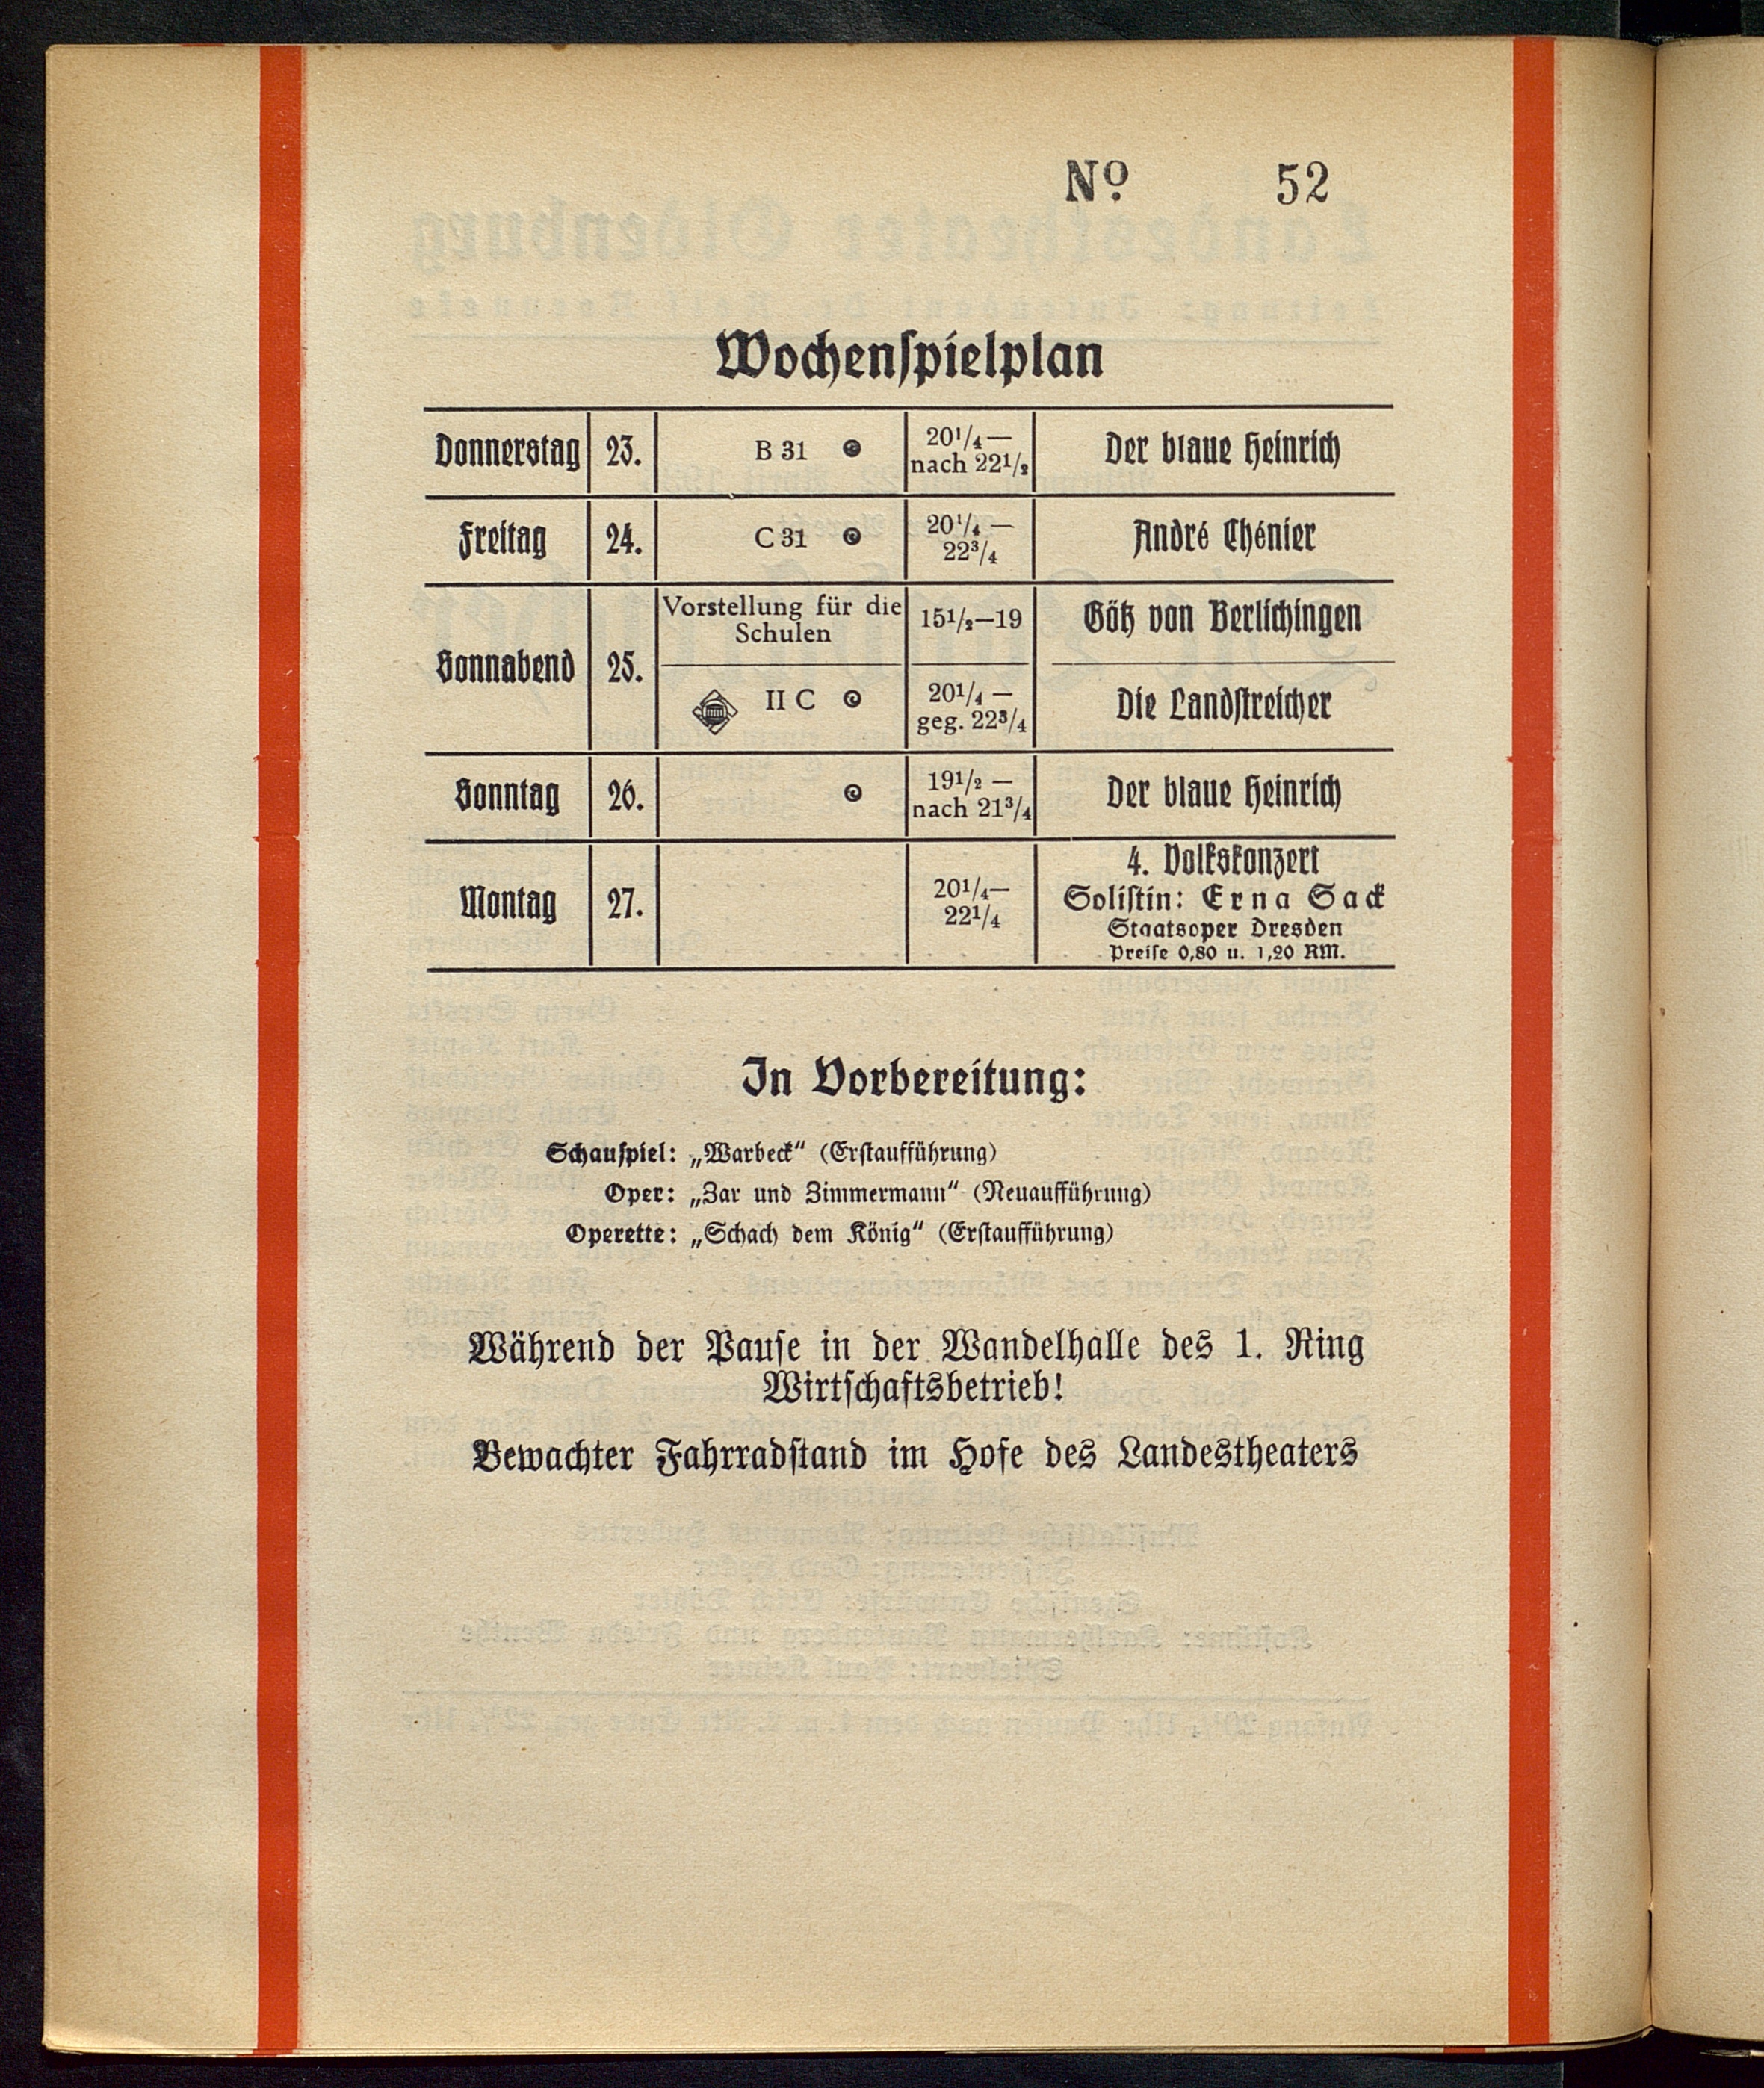 No. 52
Wochenspielplan
Donnerstag 23. B 31 20¼— nach 22½ Der blaue Heinrich
Freitag 24. C 31 20¼— 22¾ André Chénier
Sonnabend 25. Vorstellung für die Schulen 15½—19 Götz von Berlichingen
II C 20¼— geg. 22¾ Die Landstreicher
Sonntag 26. 19½— nach 21¾ Der blaue Heinrich
Montag 27. 20¼— 22¼ 4. Volkskonzert
Solistin: Erna Sack
Staatsoper Dresden
Preise 0,80 u. 1,20 RM.
In Vorbereitung:
Schauspiel: „Warbeck“ (Erstaufführung)
Oper: „Zar und Zimmermann“ (Neuaufführung)
Operette: „Schach dem König“ (Erstaufführung)
Während der Pause in der Wandelhalle des 1. Ring
Wirtschaftsbetrieb!
Bewachter Fahrradstand im Hofe des Landestheaters